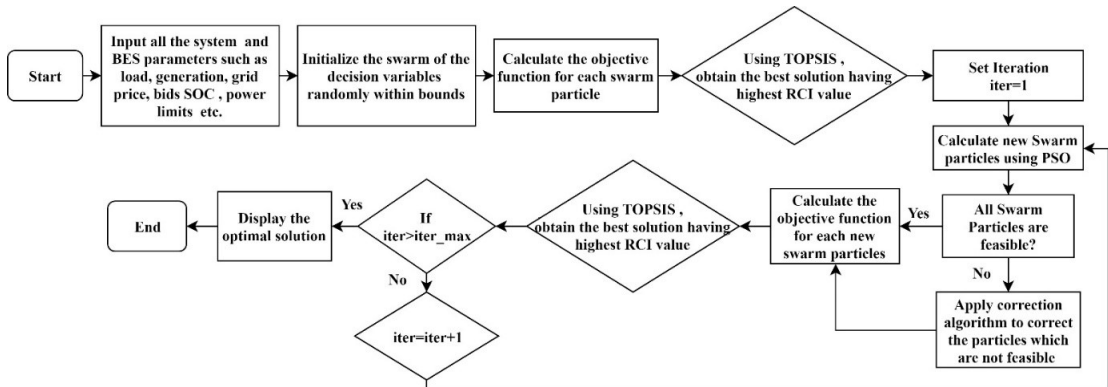 Start
Input all the system and
BES parameters such as
load, generation, grid
price, bids SOC , power
limits etc.
Initialize the swarm of the
decision variables
randomly within bounds
Calculate the objective
function for each swarm
particle
Using TOPSIS ,
obtain the best solution having
highest RCI value
Set Iteration
iter=1
Calculate new Swarm
particles using PSO
All Swarm
Particles are
feasible?
Yes
No
Apply correction
algorithm to correct
the particles which
are not feasible
Calculate the
objective function
for each new
swarm particles
Using TOPSIS ,
obtain the best solution having
highest RCI value
If
iter>iter_max
Yes
No
Display the
optimal solution
End
iter=iter+1